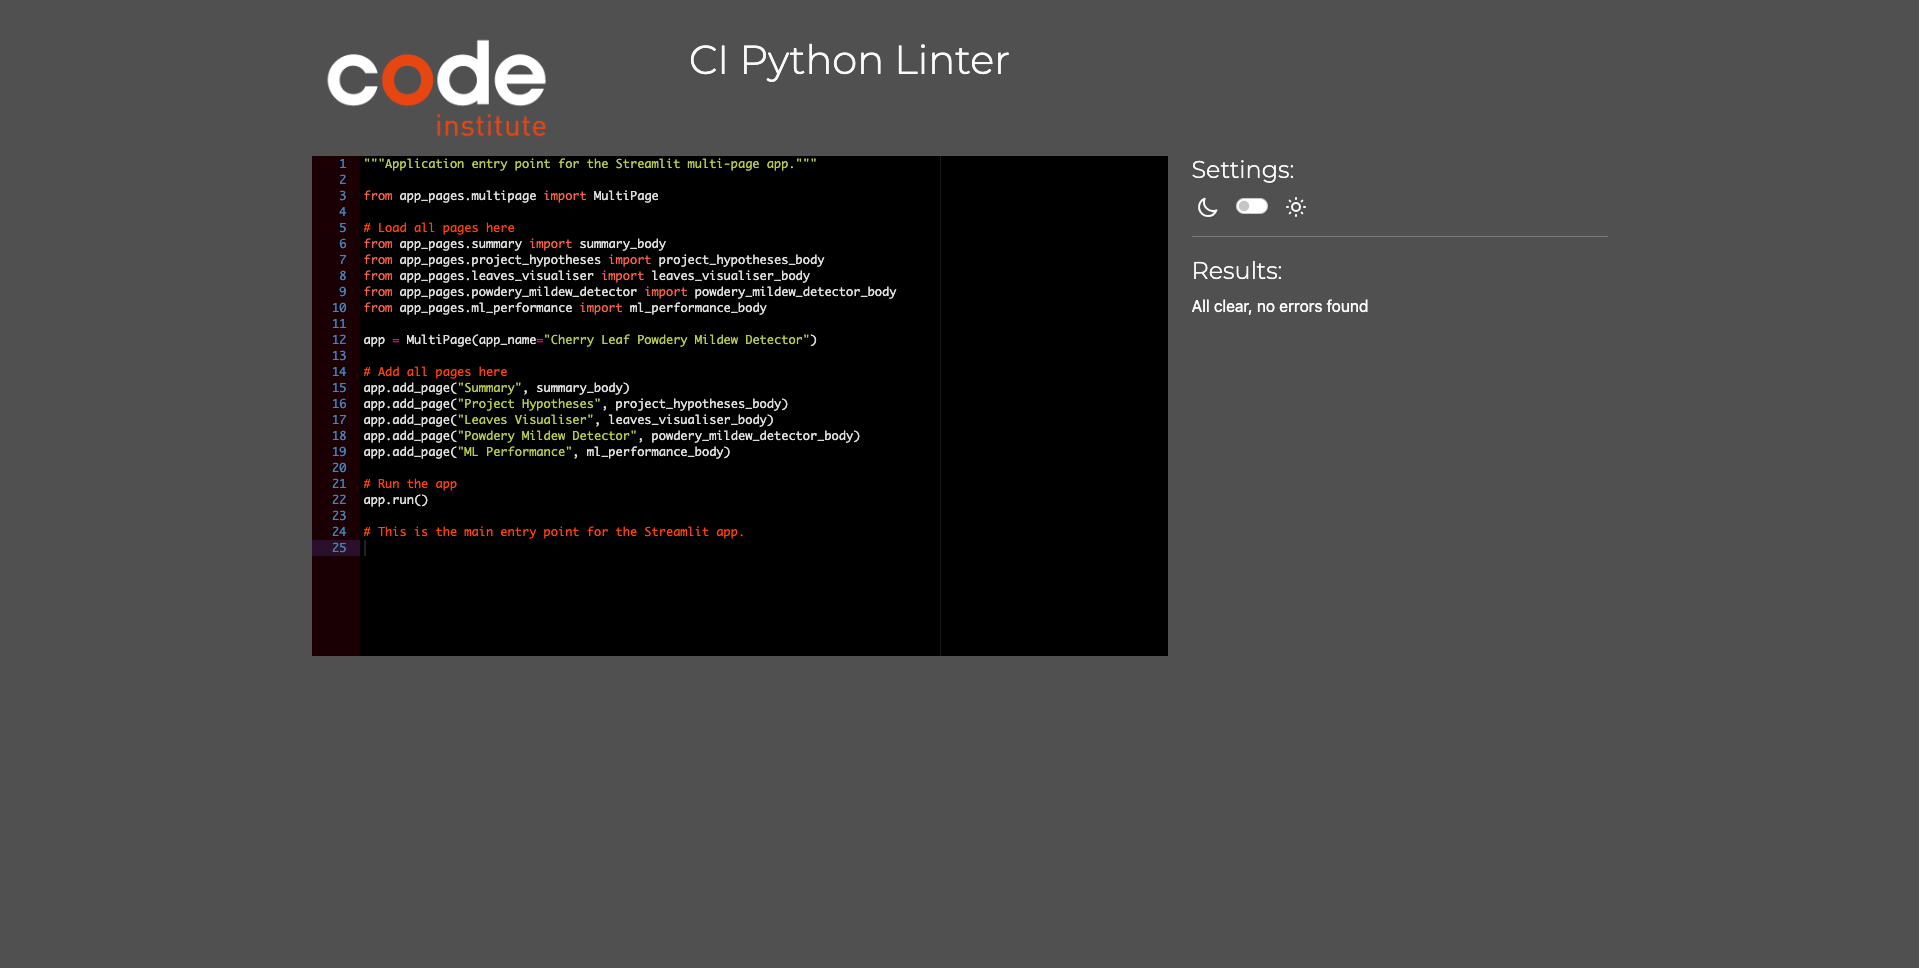 code
institute
CI Python Linter
1 """Application entry point for the Streamlit multi-page app."""
2
3 from app_pages.multipage import MultiPage
4
5 # Load all pages here
6 from app_pages.summary import summary_body
7 from app_pages.project_hypotheses import project_hypotheses_body
8 from app_pages.leaves_visualiser import leaves_visualiser_body
9 from app_pages.powdery_mildew_detector import powdery_mildew_detector_body
10 from app_pages.ml_performance import ml_performance_body
11
12 app = MultiPage(app_name="Cherry Leaf Powdery Mildew Detector")
13
14 # Add all pages here
15 app.add_page("Summary", summary_body)
16 app.add_page("Project Hypotheses", project_hypotheses_body)
17 app.add_page("Leaves Visualiser", leaves_visualiser_body)
18 app.add_page("Powdery Mildew Detector", powdery_mildew_detector_body)
19 app.add_page("ML Performance", ml_performance_body)
20
21 # Run the app
22 app.run()
23
24 # This is the main entry point for the Streamlit app.
25
Settings:
Results:
All clear, no errors found